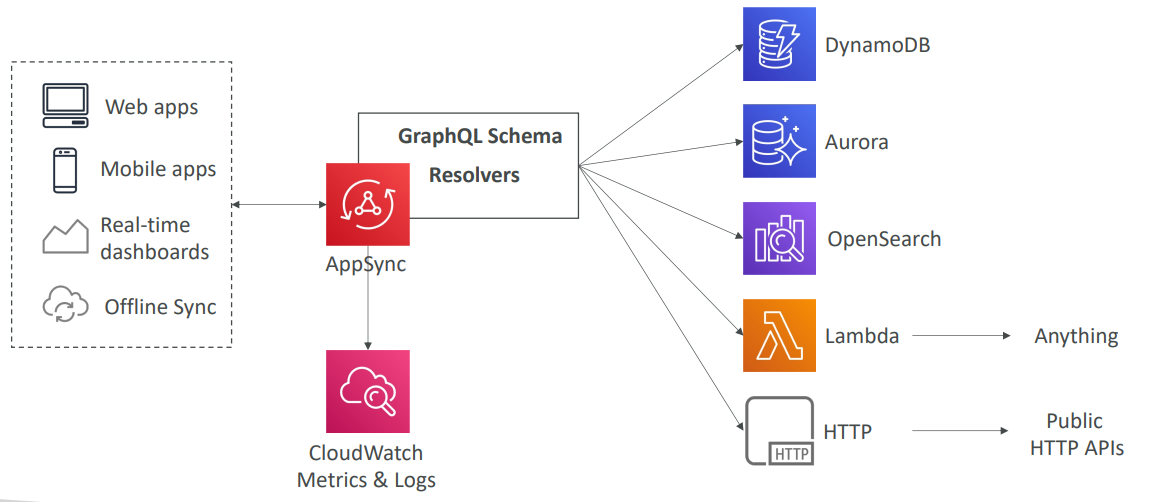 Web apps
Mobile apps
Real-time
dashboards
Offline Sync
GraphQL Schema
Resolvers
AppSync
CloudWatch
Metrics & Logs
DynamoDB
Aurora
OpenSearch
Lambda
Anything
HTTP
HTTP
Public
HTTP APIs